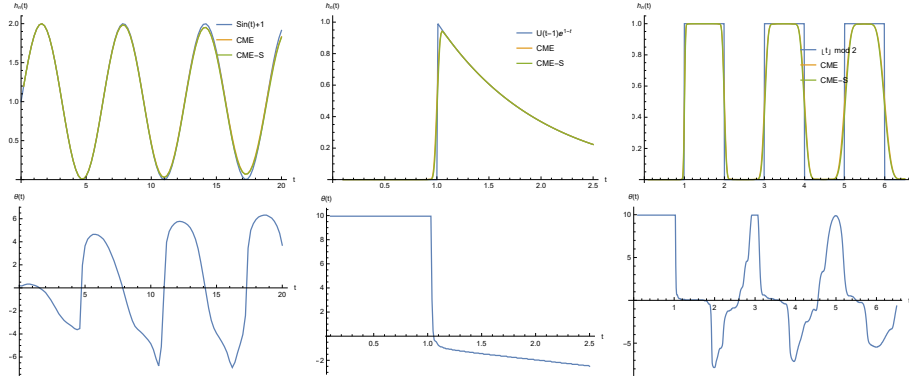 hₙ(t)
2.0
1.5
1.0
0.5
5
10
15
20
t
Sin(t)+1
CME
CME-S
hₙ(t)
1.0
0.8
0.6
0.4
0.2
0.5
1.0
1.5
2.0
2.5
t
U(t-1)e^{1-t}
CME
CME-S
hₙ(t)
1.0
0.8
0.6
0.4
0.2
1
2
3
4
5
6
t
⌊t⌋ mod 2
CME
CME-S
θ(t)
6
4
2
-2
-4
-6
5
10
15
20
t
θ(t)
10
8
6
4
2
-2
0.5
1.0
1.5
2.0
2.5
t
θ(t)
10
5
-5
1
2
3
4
5
6
t